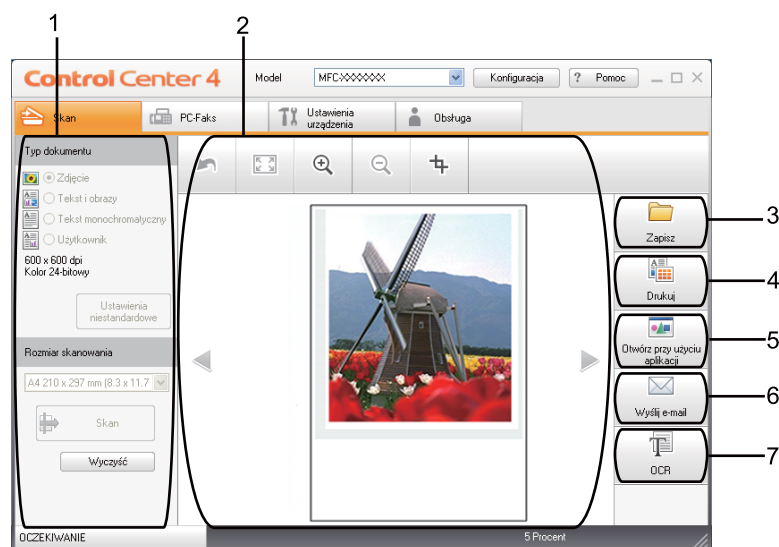 1
2
Control Center 4
Model
MFC-XXXXXX
Konfiguracja
? Pomoc
Skan
PC-Faks
Ustawienia
urządzenia
Obsługa
Typ dokumentu
Zdjęcie
Tekst i obrazy
Tekst monochromatyczny
Użytkownik
600 x 600 dpi
Kolor 24-bitowy
Ustawienia
niestandardowe
Rozmiar skanowania
A4 210 x 297 mm (8.3 x 11.7
Skan
Wyczyść
Zapisz
3
Drukuj
4
Otwórz przy użyciu
aplikacji
5
Wyślij e-mail
6
OCR
7
OCZEKIWANIE
5 Procent